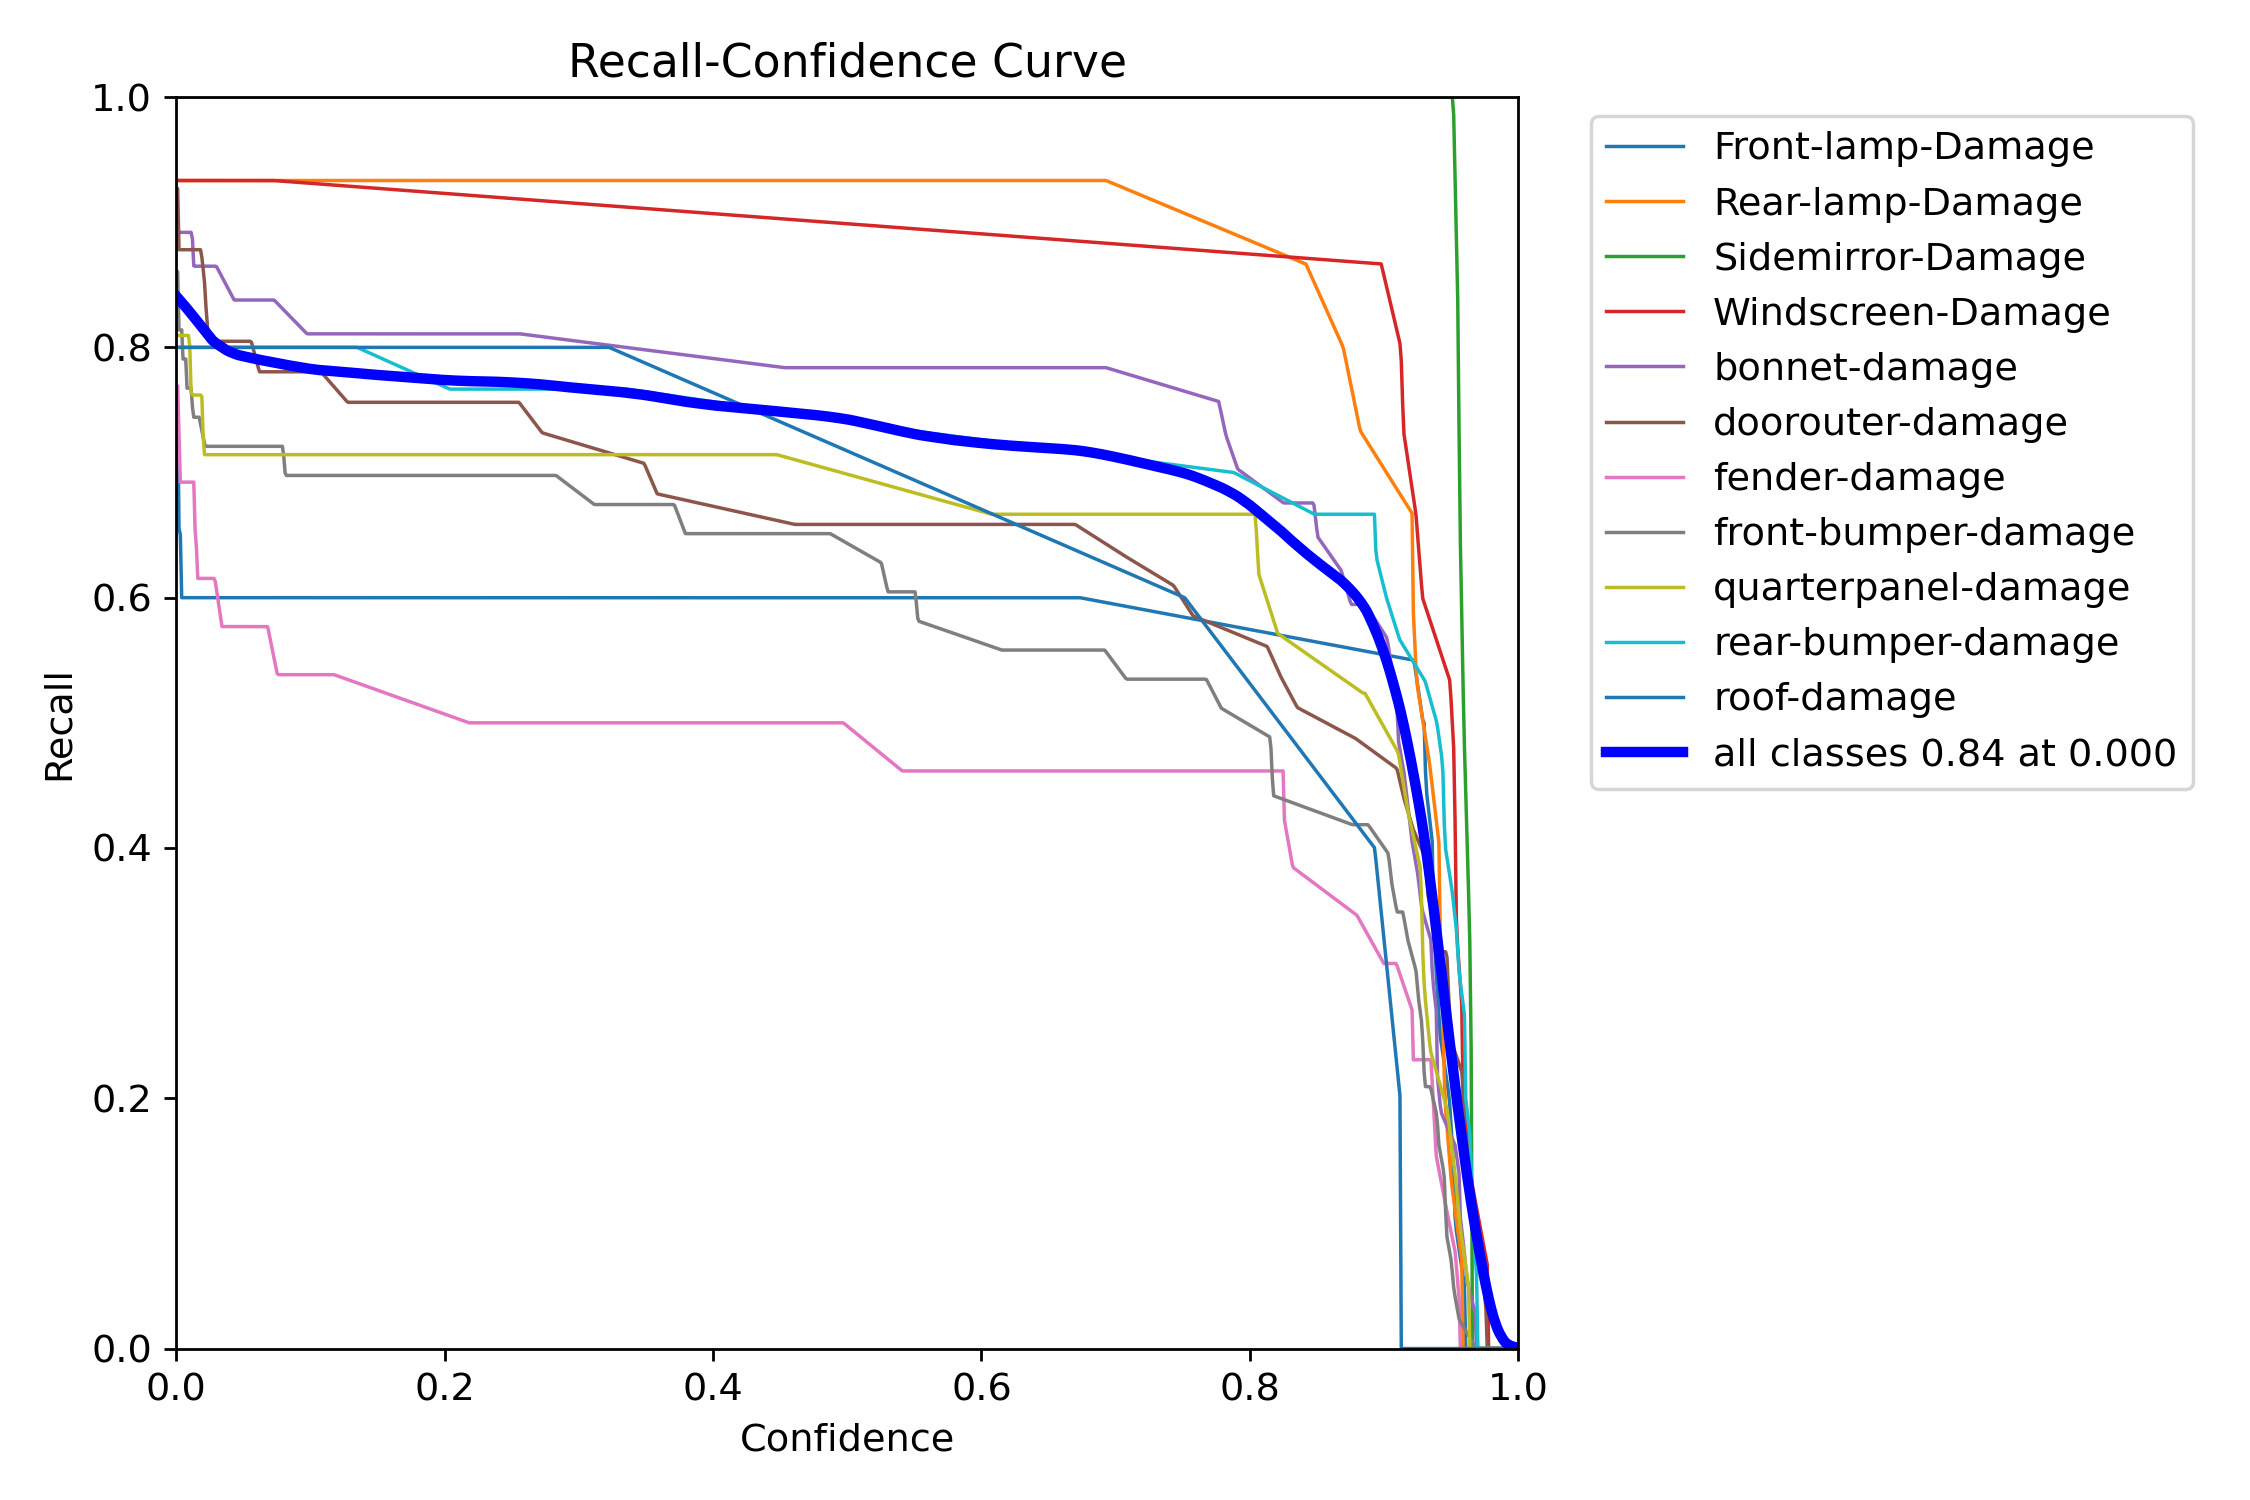 Recall-Confidence Curve
1.0
0.8
0.6
0.4
0.2
0.0
Recall
0.0 0.2 0.4 0.6 0.8 1.0
Confidence
Front-lamp-Damage
Rear-lamp-Damage
Sidemirror-Damage
Windscreen-Damage
bonnet-damage
doorouter-damage
fender-damage
front-bumper-damage
quarterpanel-damage
rear-bumper-damage
roof-damage
all classes 0.84 at 0.000